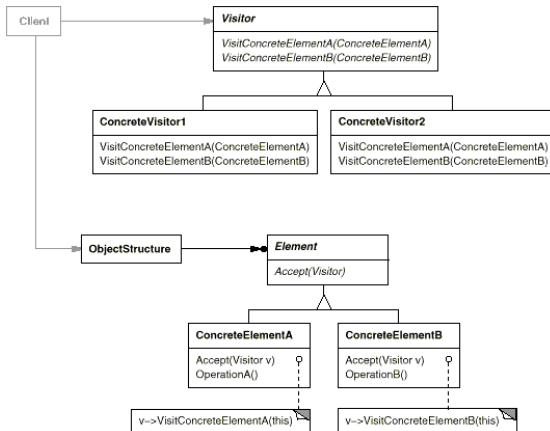 Client
Visitor
VisitConcreteElementA(ConcreteElementA)
VisitConcreteElementB(ConcreteElementB)
ConcreteVisitor1
VisitConcreteElementA(ConcreteElementA)
VisitConcreteElementB(ConcreteElementB)
ConcreteVisitor2
VisitConcreteElementA(ConcreteElementA)
VisitConcreteElementB(ConcreteElementB)
ObjectStructure
Element
Accept(Visitor)
ConcreteElementA
Accept(Visitor v)
OperationA()
ConcreteElementB
Accept(Visitor v)
OperationB()
v–>VisitConcreteElementA(this)
v–>VisitConcreteElementB(this)